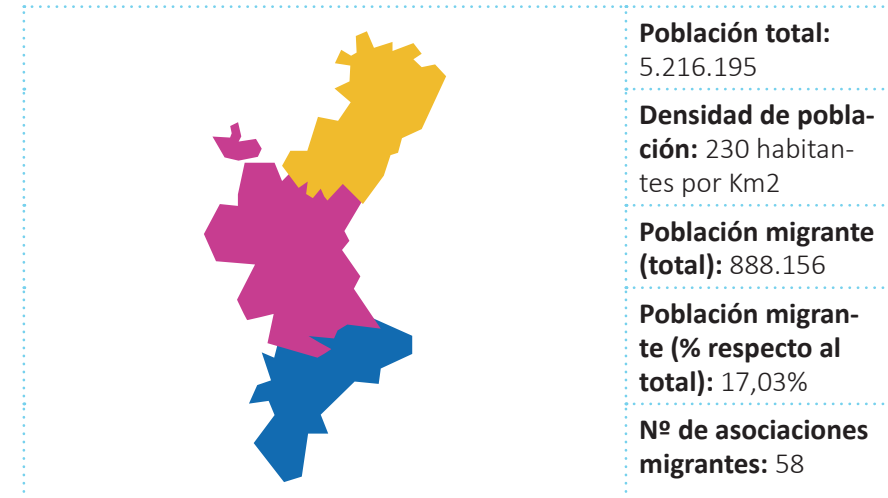 Población total:
5.216.195
Densidad de pobla-
ción: 230 habitan-
tes por Km2
Población migrante
(total): 888.156
Población migran-
te (% respecto al
total): 17,03%
Nº de asociaciones
migrantes: 58